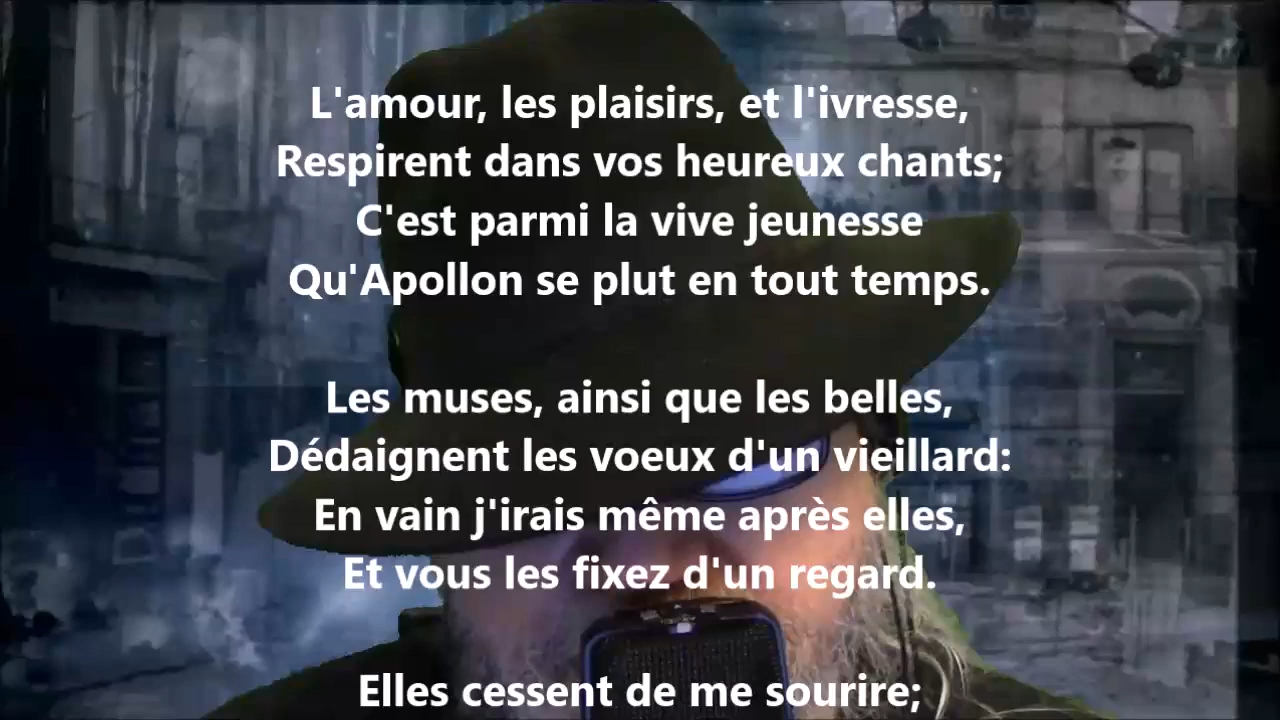 L'amour, les plaisirs, et l'ivresse,
Respirent dans vos heureux chants;
C'est parmi la vive jeunesse
Qu'Apollon se plut en tout temps.
Les muses, ainsi que les belles,
Dédaignent les voeux d'un vieillard:
En vain j'irais même après elles,
Et vous les fixez d'un regard.
Elles cessent de me sourire;